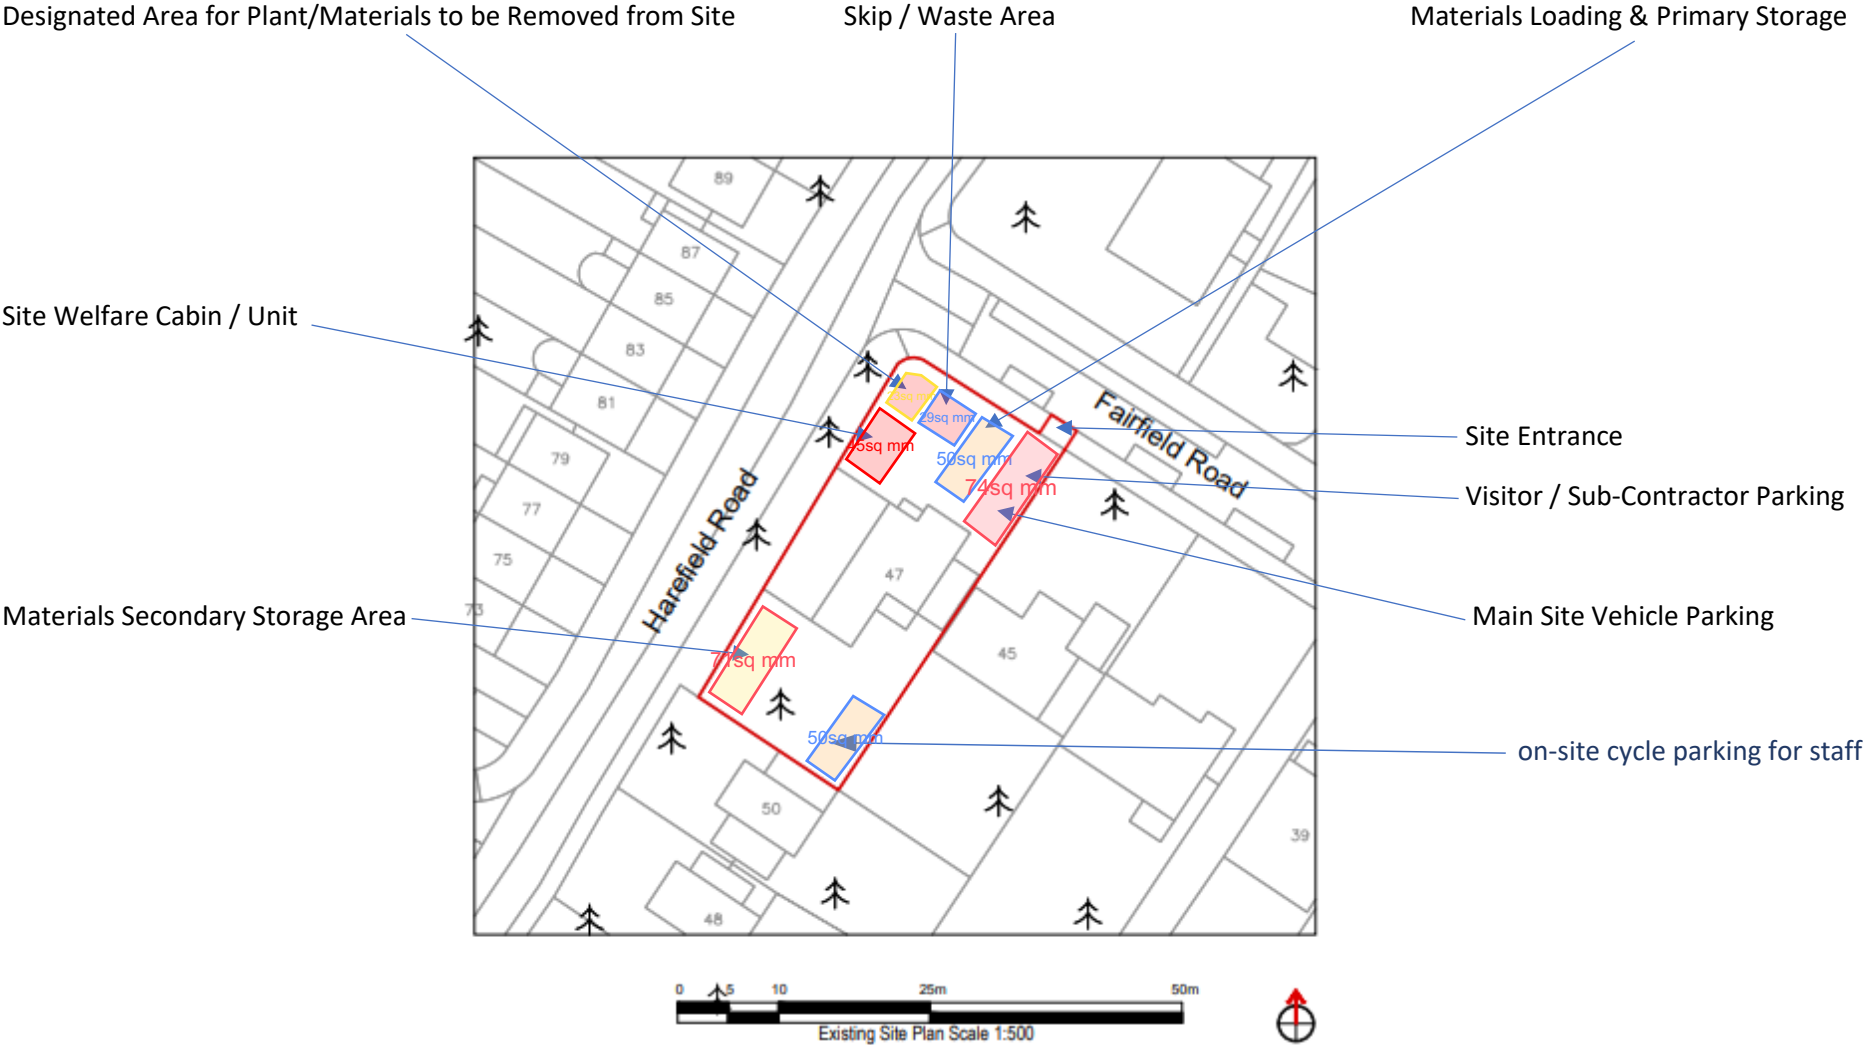 Designated Area for Plant/Materials to be Removed from Site
Skip / Waste Area
Materials Loading & Primary Storage
89
87
85
Site Welfare Cabin / Unit
83
81
Fairfield Road
29sq mm
Site Entrance
45sq mm
50sq mm
79
74sq mm
Visitor / Sub-Contractor Parking
77
Harefield Road
75
47
73
Materials Secondary Storage Area
Main Site Vehicle Parking
71sq mm
45
50sq mm
on-site cycle parking for staff
50
39
48
0 5 10 25m 50m
Existing Site Plan Scale 1:500